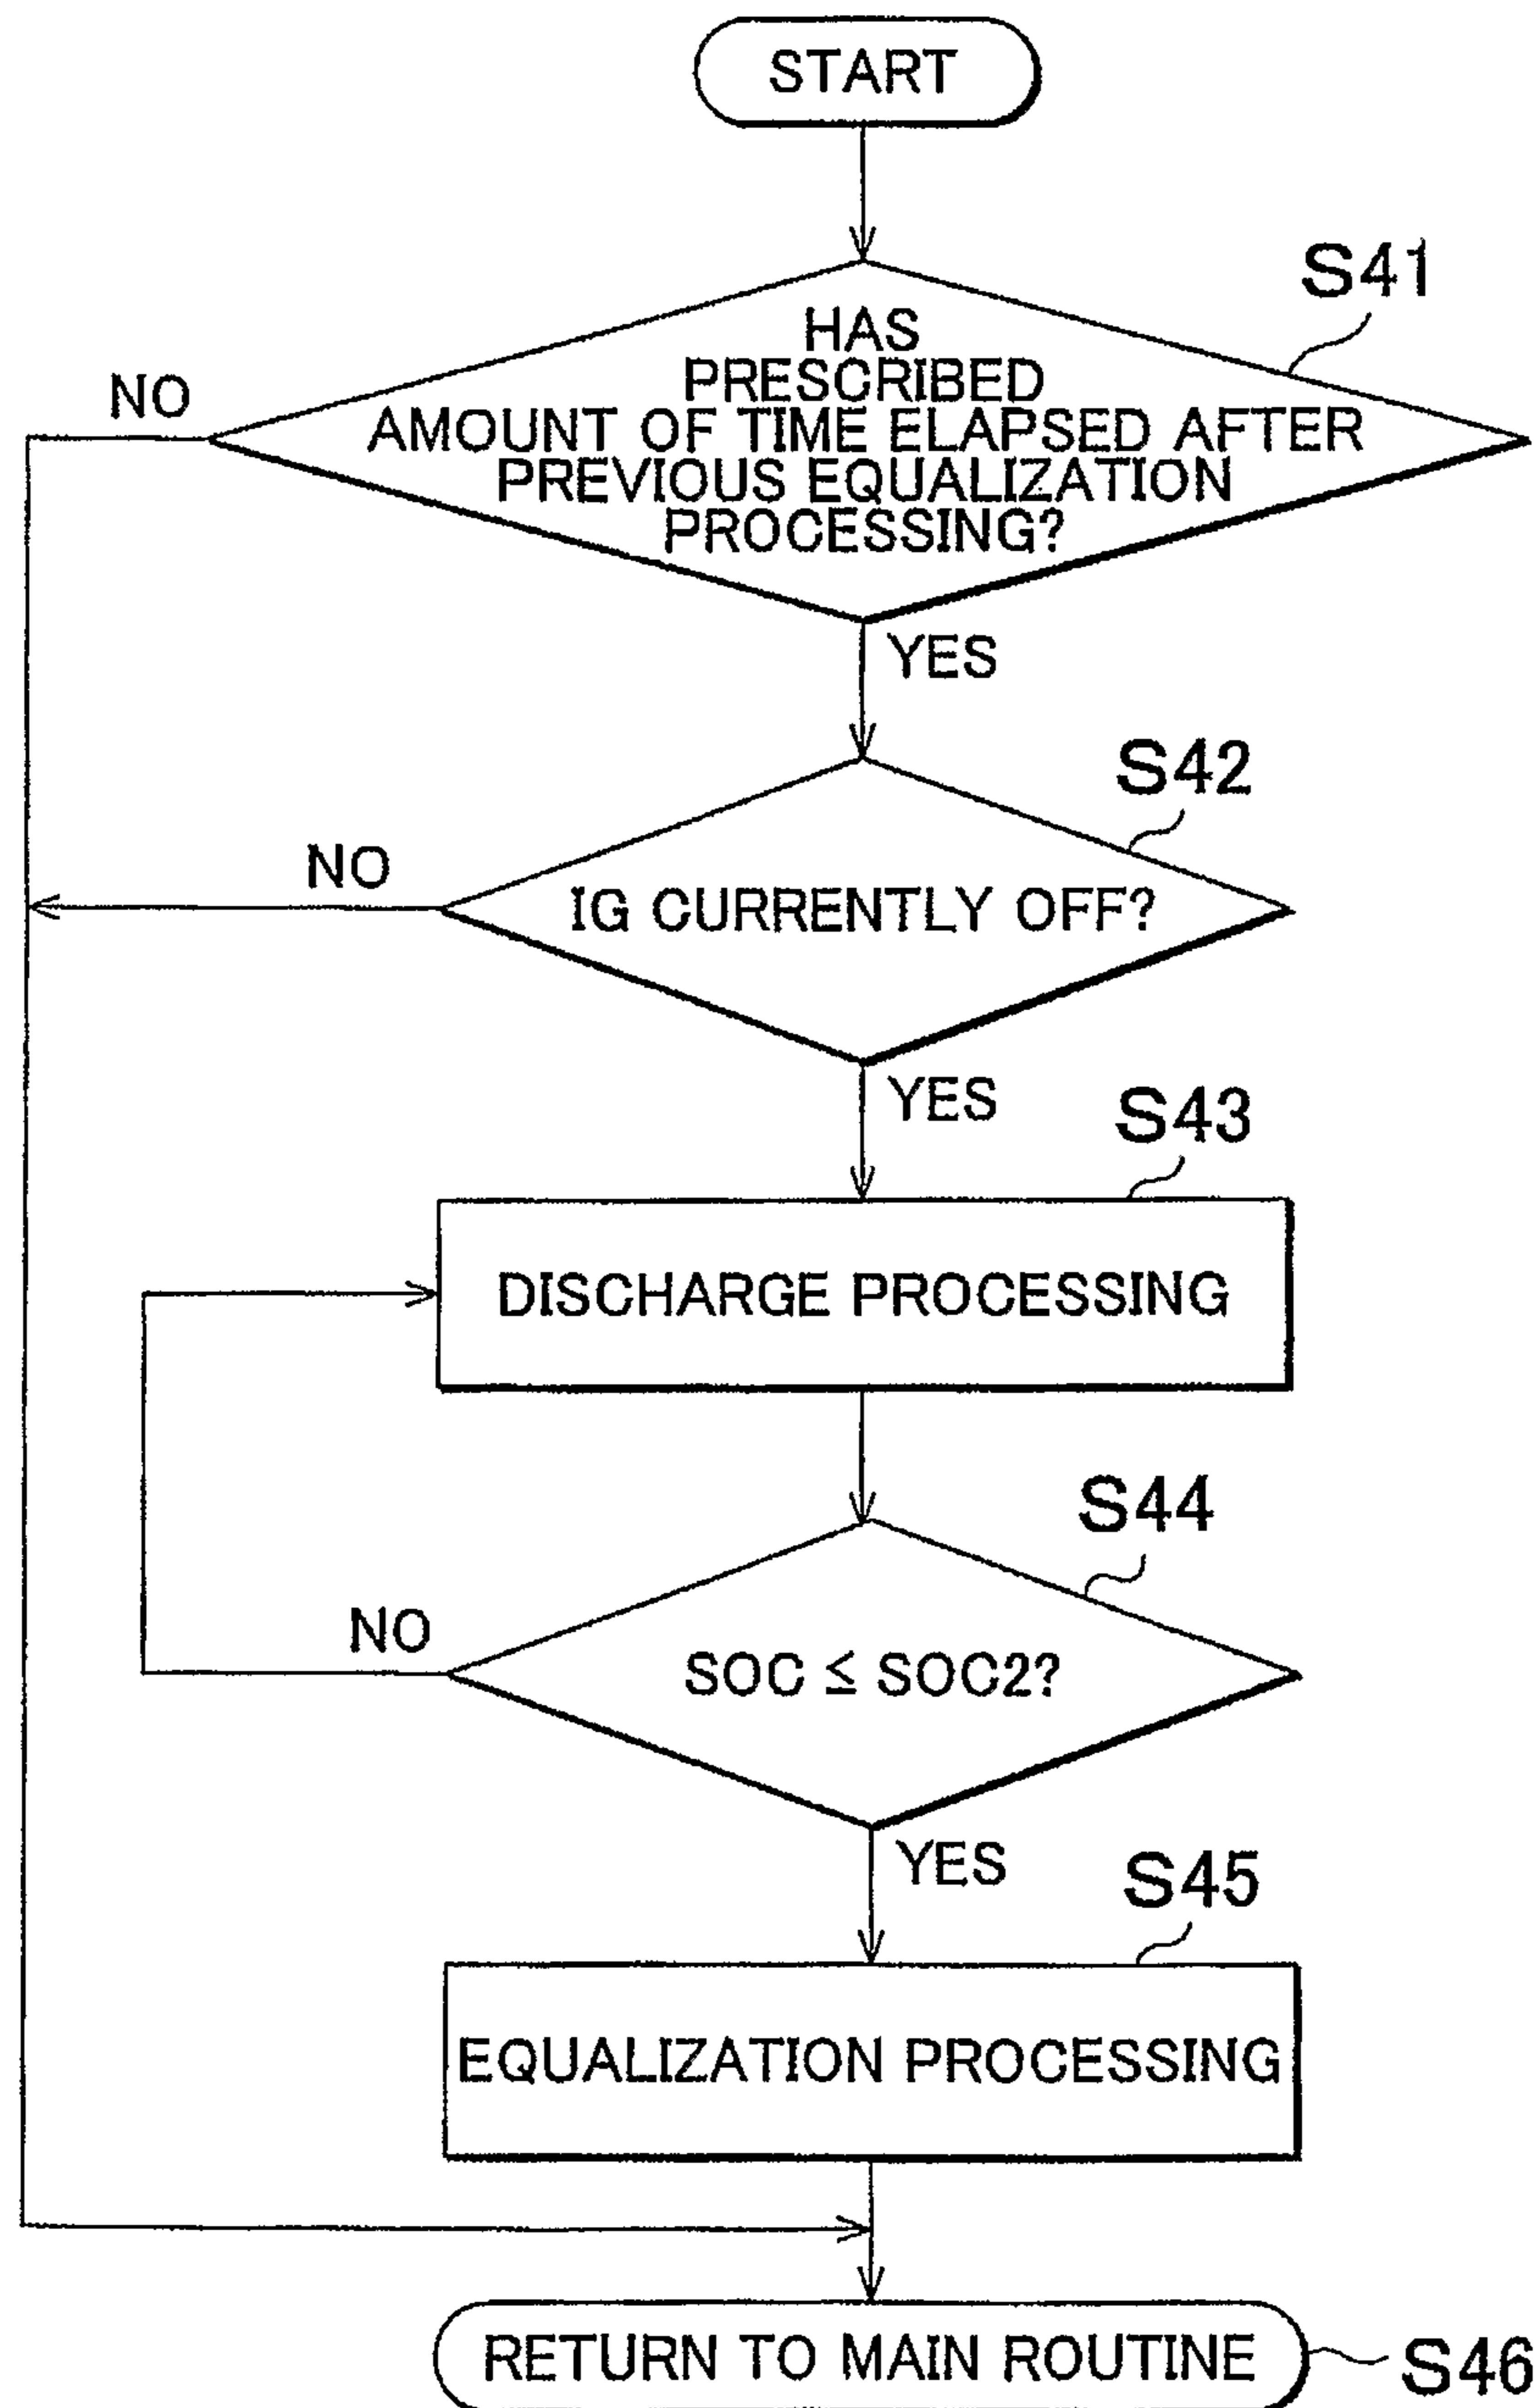 START
S41
HAS
PRESCRIBED
NO
AMOUNT OF TIME ELAPSED AFTER
PREVIOUS EQUALIZATION
PROCESSING?
YES
S42
NO
IG CURRENTLY OFF?
YES
S43
DISCHARGE PROCESSING
S44
NO
SOC ≤ SOC2?
YES
S45
EQUALIZATION PROCESSING
RETURN TO MAIN ROUTINE
S46